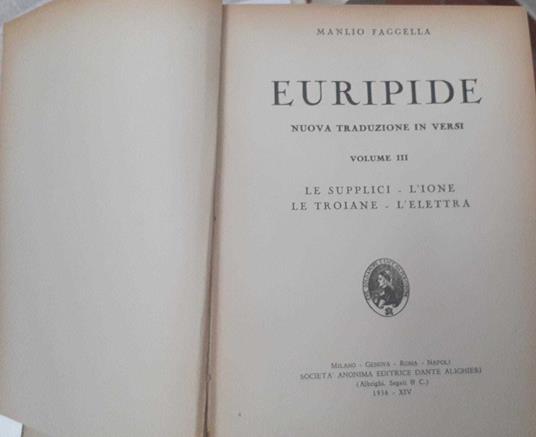 MANLIO FAGGELLA
EURIPIDE
NUOVA TRADUZIONE IN VERSI
VOLUME III
LE SUPPLICI - L'IONE
LE TROIANE - L'ELETTRA
MILANO - GENOVA - ROMA - NAPOLI
SOCIETA' ANONIMA EDITRICE DANTE ALIGHIERI
(Albrighi, Segati & C.)
1936 - XIV